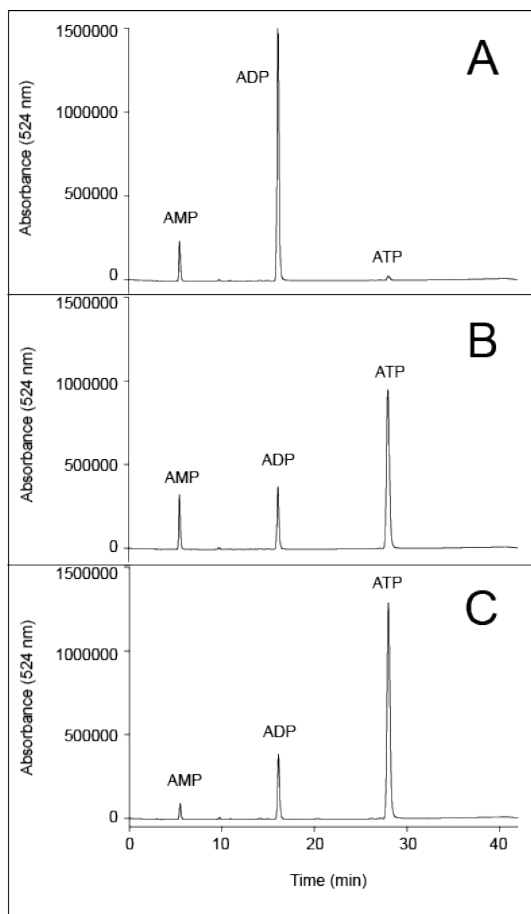 A
Absorbance (524 nm)
1500000
1000000
500000
0
AMP
ADP
ATP
B
Absorbance (524 nm)
1500000
1000000
500000
0
AMP
ADP
ATP
C
Absorbance (524 nm)
1500000
1000000
500000
0
AMP
ADP
ATP
0 10 20 30 40
Time (min)